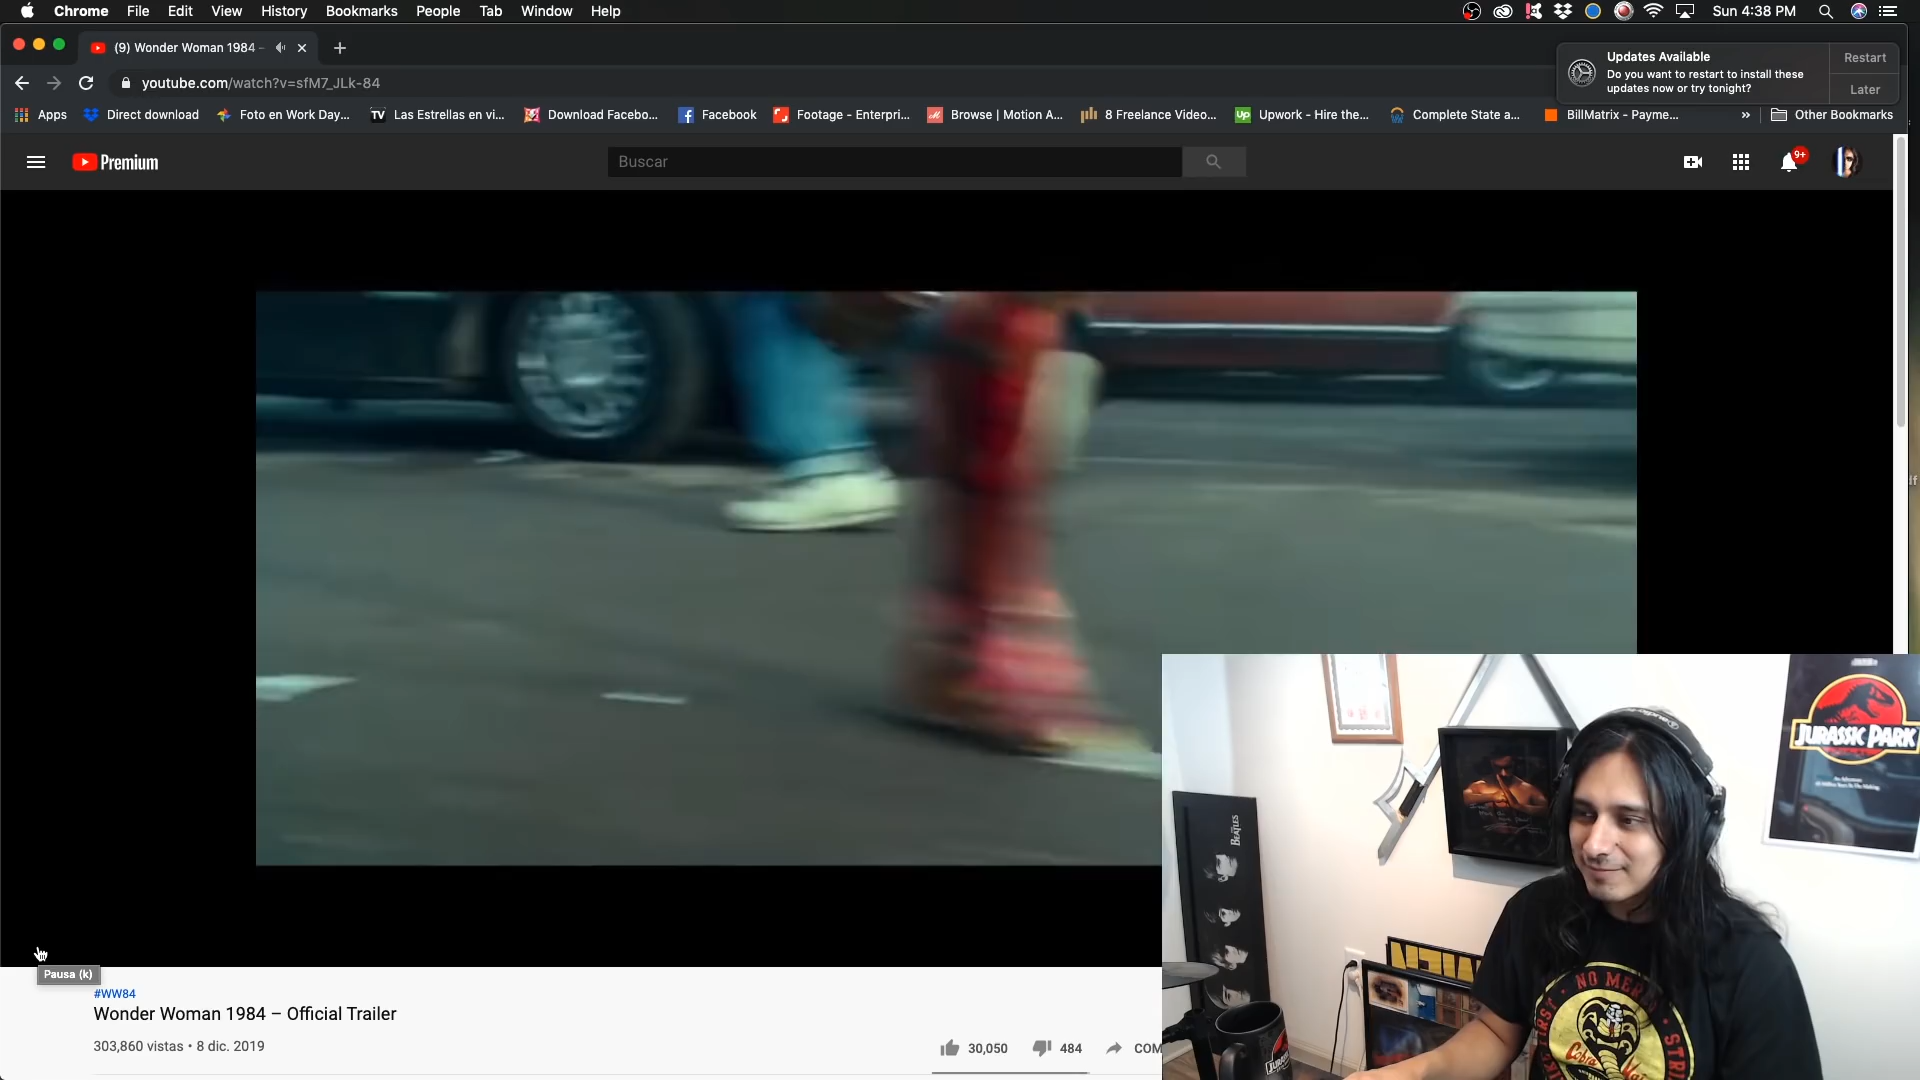 Chrome File Edit View History Bookmarks People Tab Window Help
Sun 4:38 PM
(9) Wonder Woman 1984 -
youtube.com/watch?v=sfM7_JLk-84
Updates Available
Do you want to restart to install these
updates now or try tonight?
Restart
Later
Apps Direct download Foto en Work Day... Las Estrellas en vi... Download Facebo... Facebook Footage - Enterpri... Browse | Motion A... 8 Freelance Video... Upwork - Hire the... Complete State a... BillMatrix - Payme... » Other Bookmarks
Premium
Buscar
9+
JURASSIC PARK
BEATLES
Pausa (k)
#WW84
Wonder Woman 1984 – Official Trailer
303,860 vistas • 8 dic. 2019
30,050
484
COM
NO MER
Cobra
JURASSIC